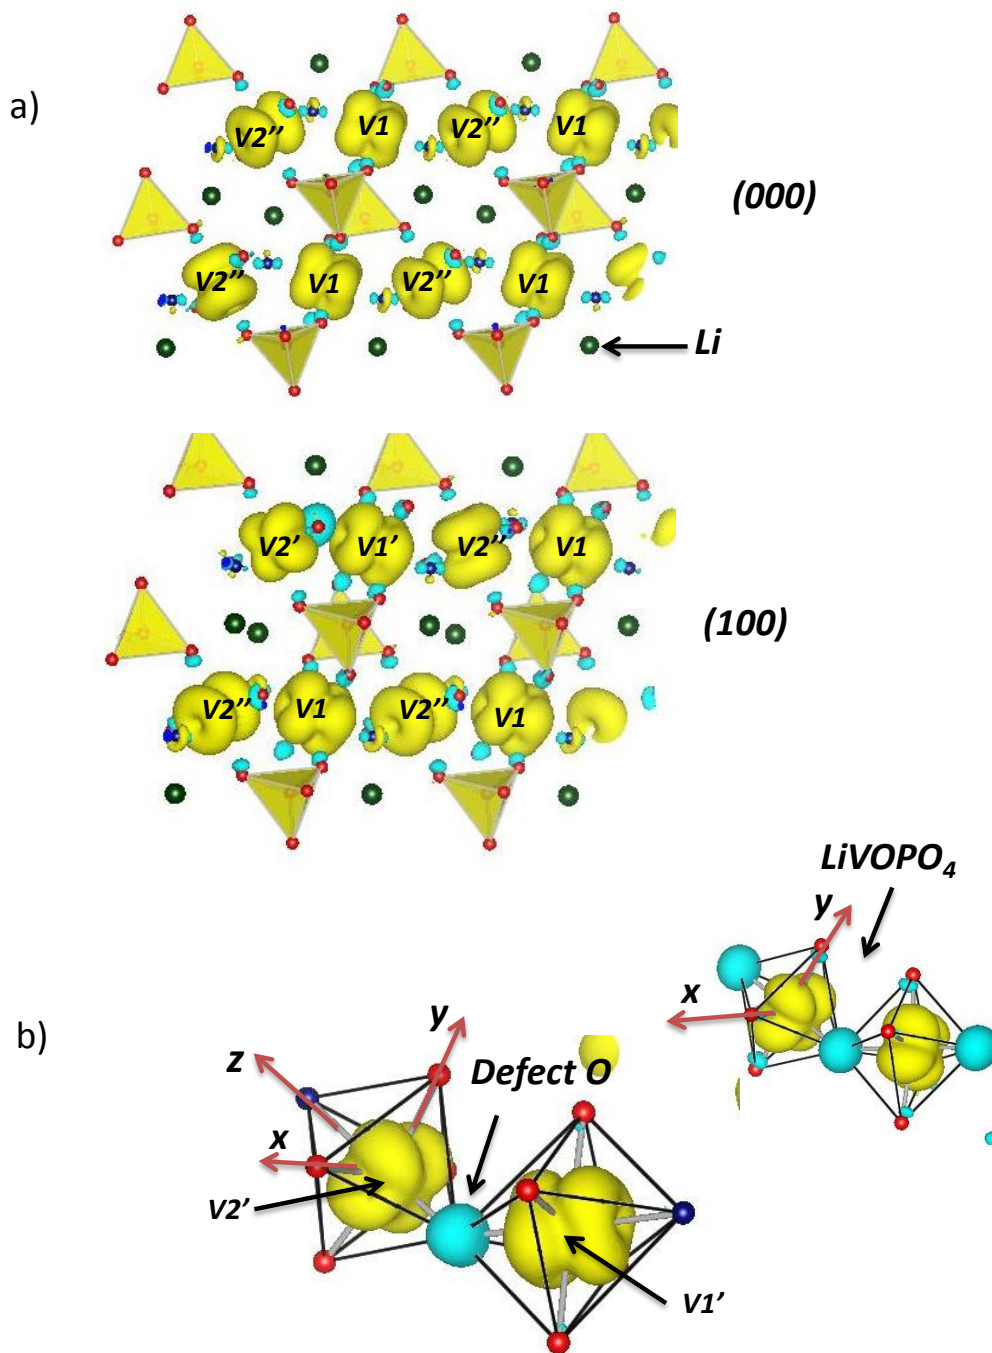 a)
V2’’ V1 V2’’ V1
(000)
V2’’ V1 V2’’ V1
Li
V2’ V1’ V2’’ V1
(100)
V2’’ V1 V2’’ V1
LiVOPO4
y
x
b)
y
z
Defect O
x
V2’
V1’